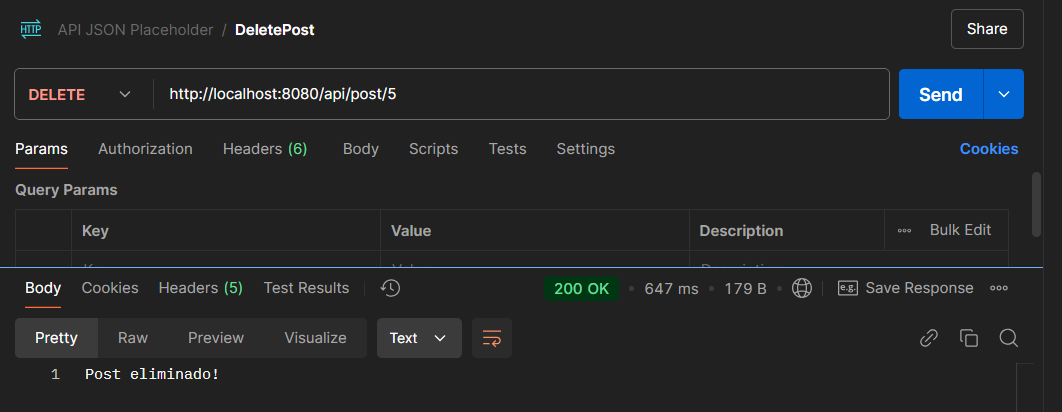 HTTP API JSON Placeholder / DeletePost Share
DELETE http://localhost:8080/api/post/5 Send
Params Authorization Headers (6) Body Scripts Tests Settings Cookies
Query Params
Key Value Description Bulk Edit
Body Cookies Headers (5) Test Results 200 OK • 647 ms • 179 B • e.g. Save Response
Pretty Raw Preview Visualize Text
1 Post eliminado!